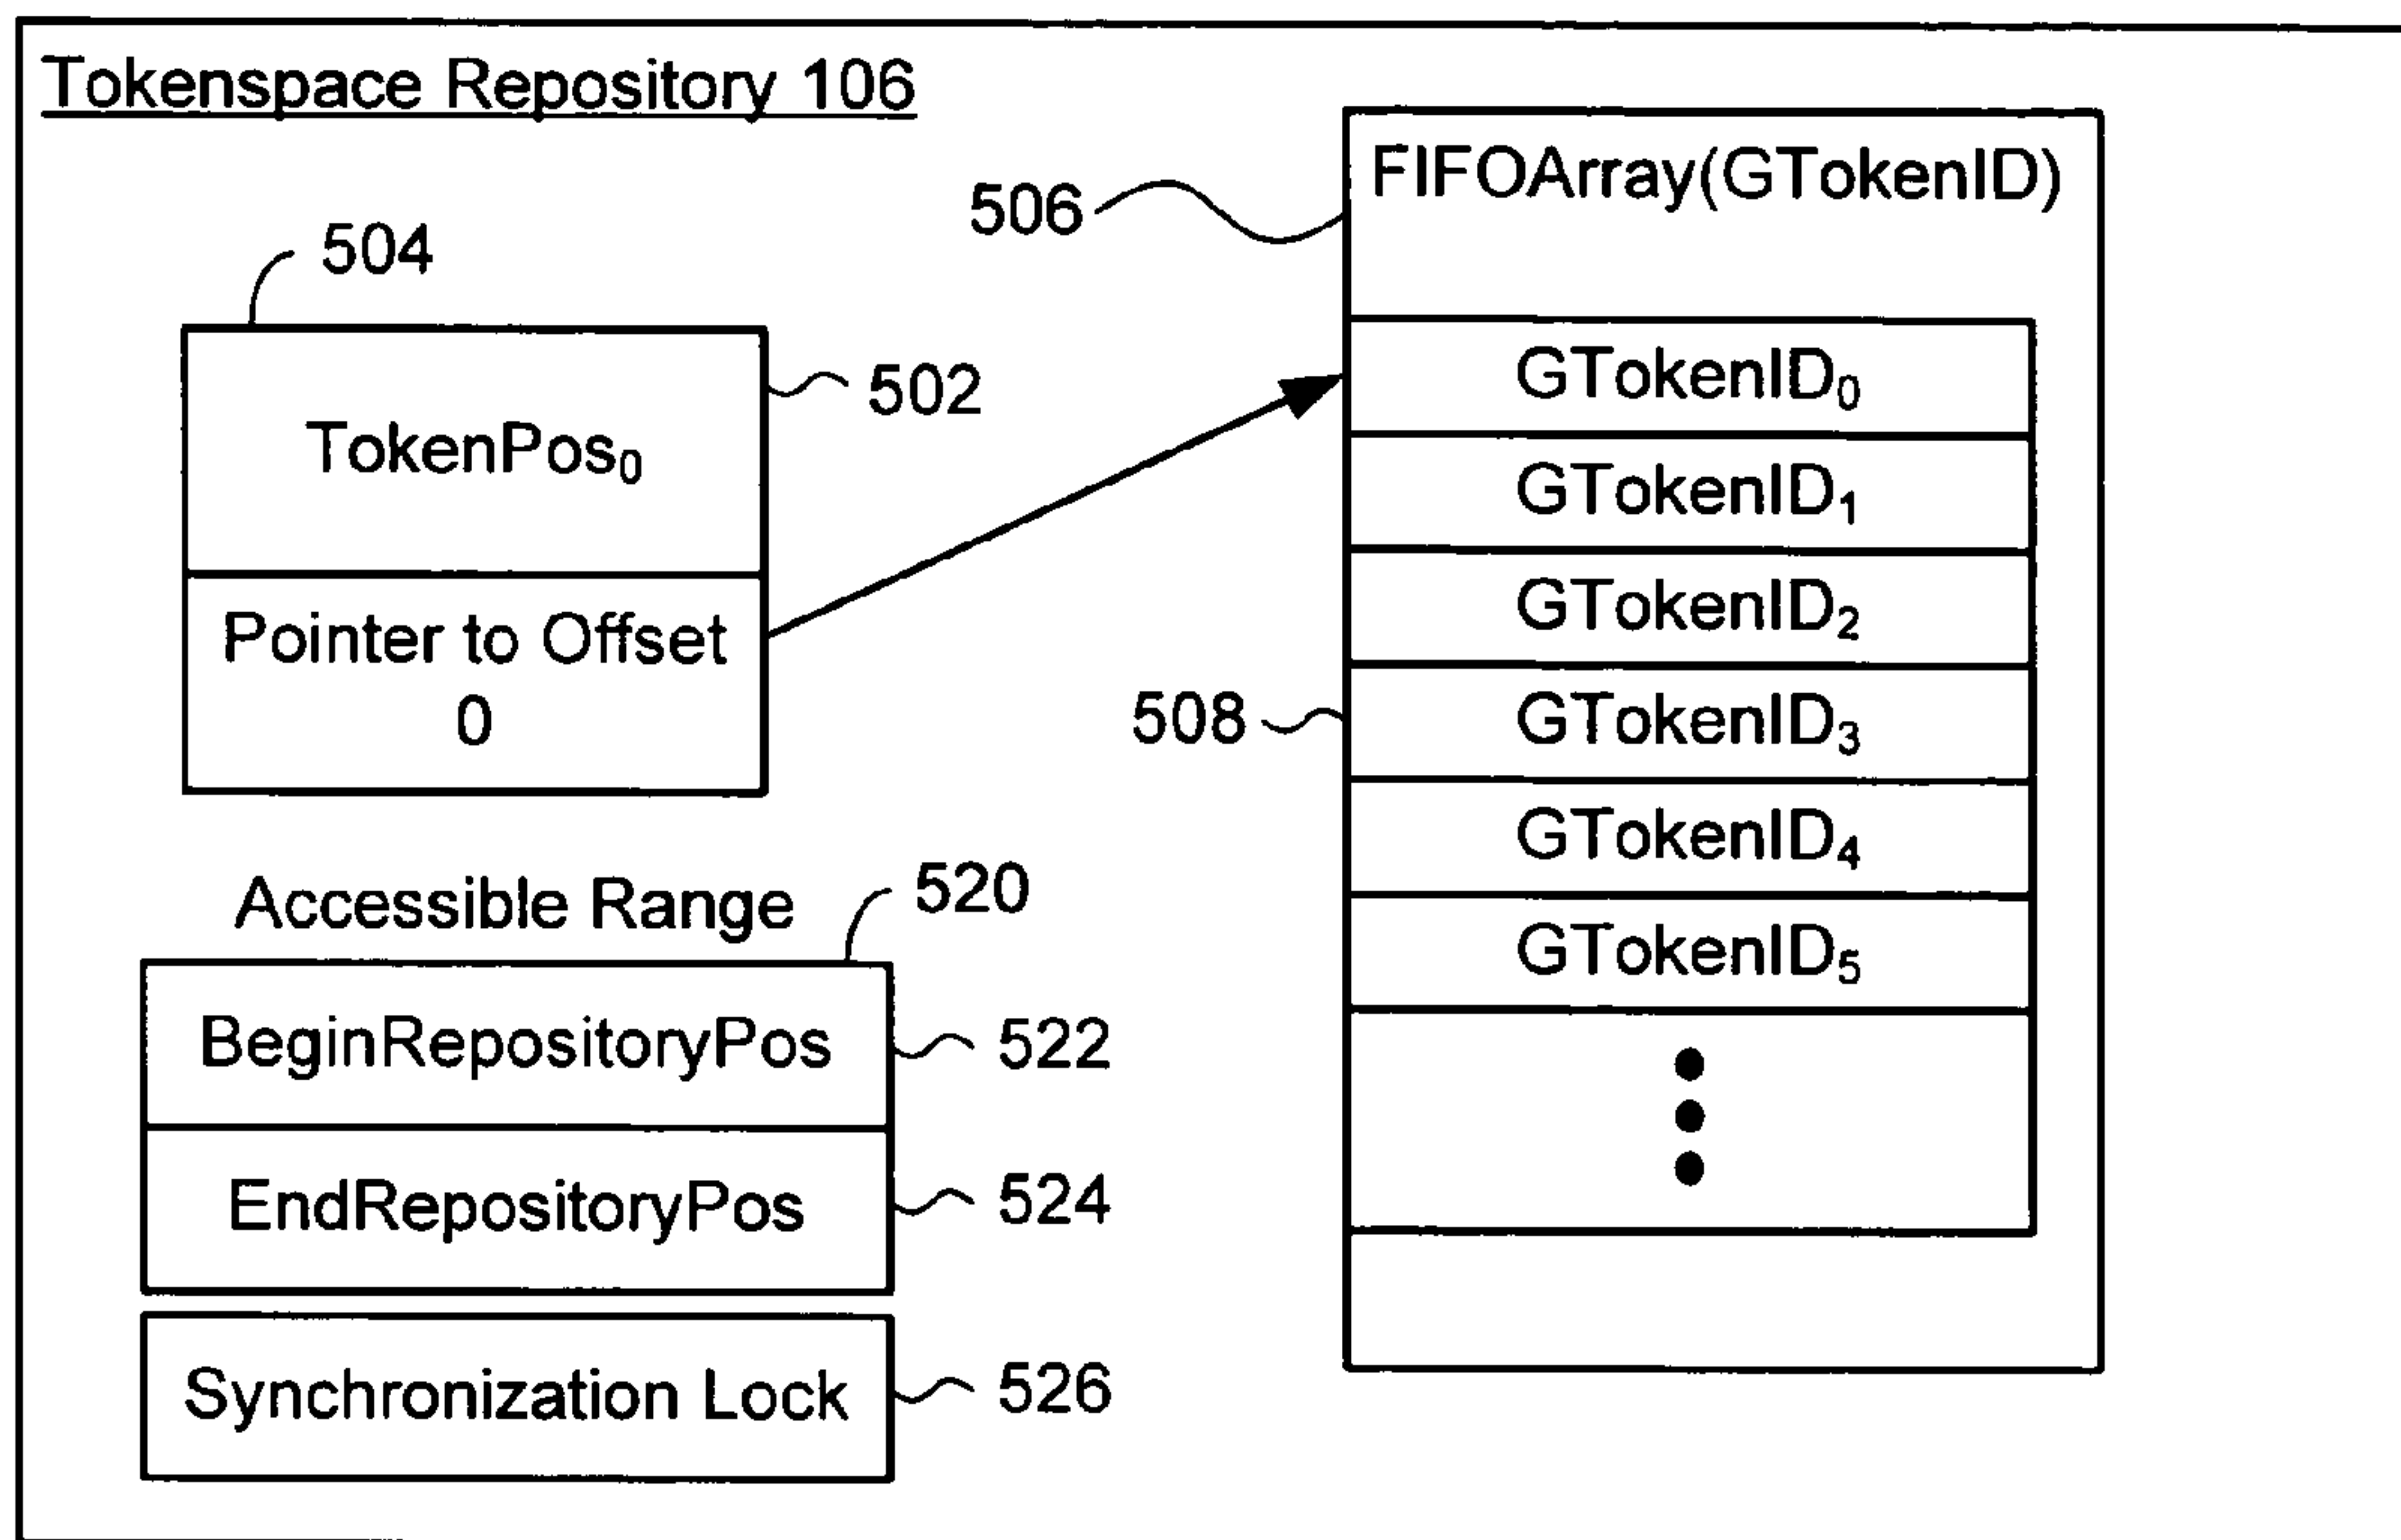 Tokenspace Repository 106
504
502
TokenPos₀
Pointer to Offset
0
Accessible Range
520
BeginRepositoryPos
522
EndRepositoryPos
524
Synchronization Lock
526
506
FIFOArray(GTokenID)
GTokenID₀
GTokenID₁
GTokenID₂
508
GTokenID₃
GTokenID₄
GTokenID₅